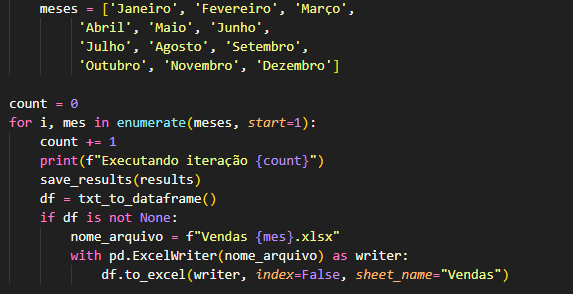 meses = ['Janeiro', 'Fevereiro', 'Março',
'Abril', 'Maio', 'Junho',
'Julho', 'Agosto', 'Setembro',
'Outubro', 'Novembro', 'Dezembro']
count = 0
for i, mes in enumerate(meses, start=1):
count += 1
print(f"Executando iteração {count}")
save_results(results)
df = txt_to_dataframe()
if df is not None:
nome_arquivo = f"Vendas {mes}.xlsx"
with pd.ExcelWriter(nome_arquivo) as writer:
df.to_excel(writer, index=False, sheet_name="Vendas")